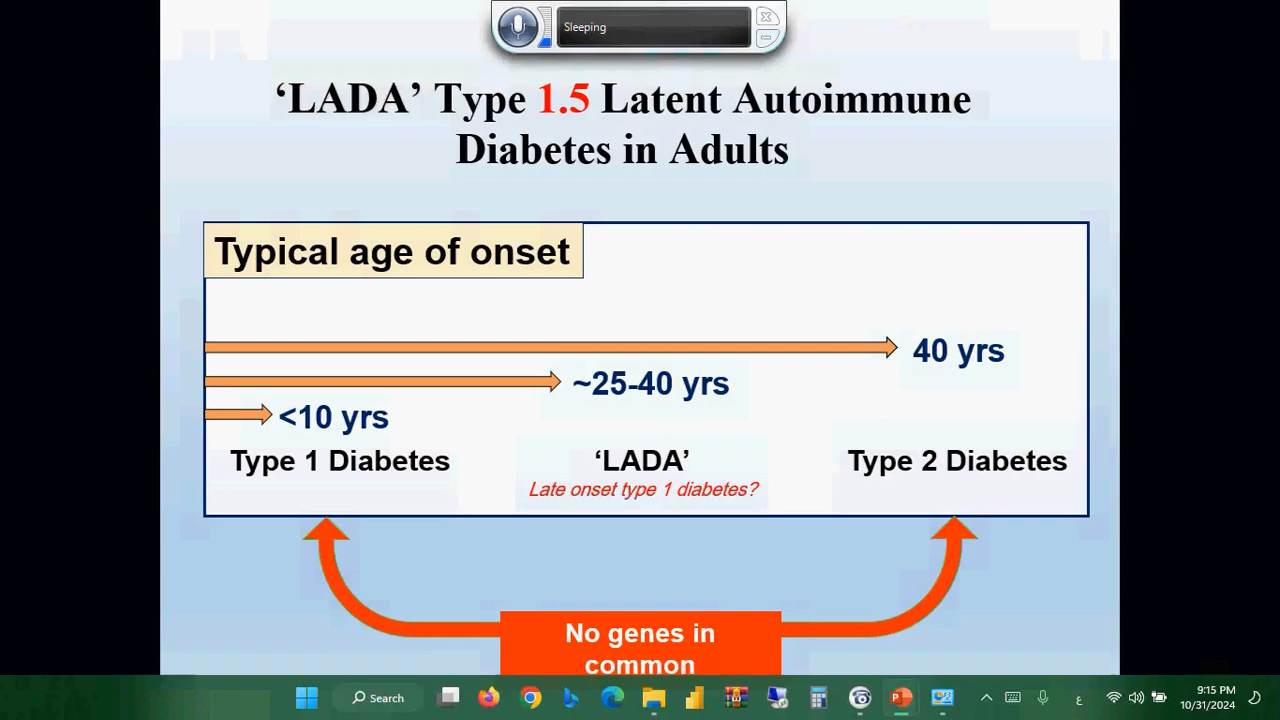 Sleeping
‘LADA’ Type 1.5 Latent Autoimmune
Diabetes in Adults
Typical age of onset
40 yrs
~25-40 yrs
<10 yrs
Type 1 Diabetes
‘LADA’
Late onset type 1 diabetes?
Type 2 Diabetes
No genes in
common
Search
ع
9:15 PM
10/31/2024